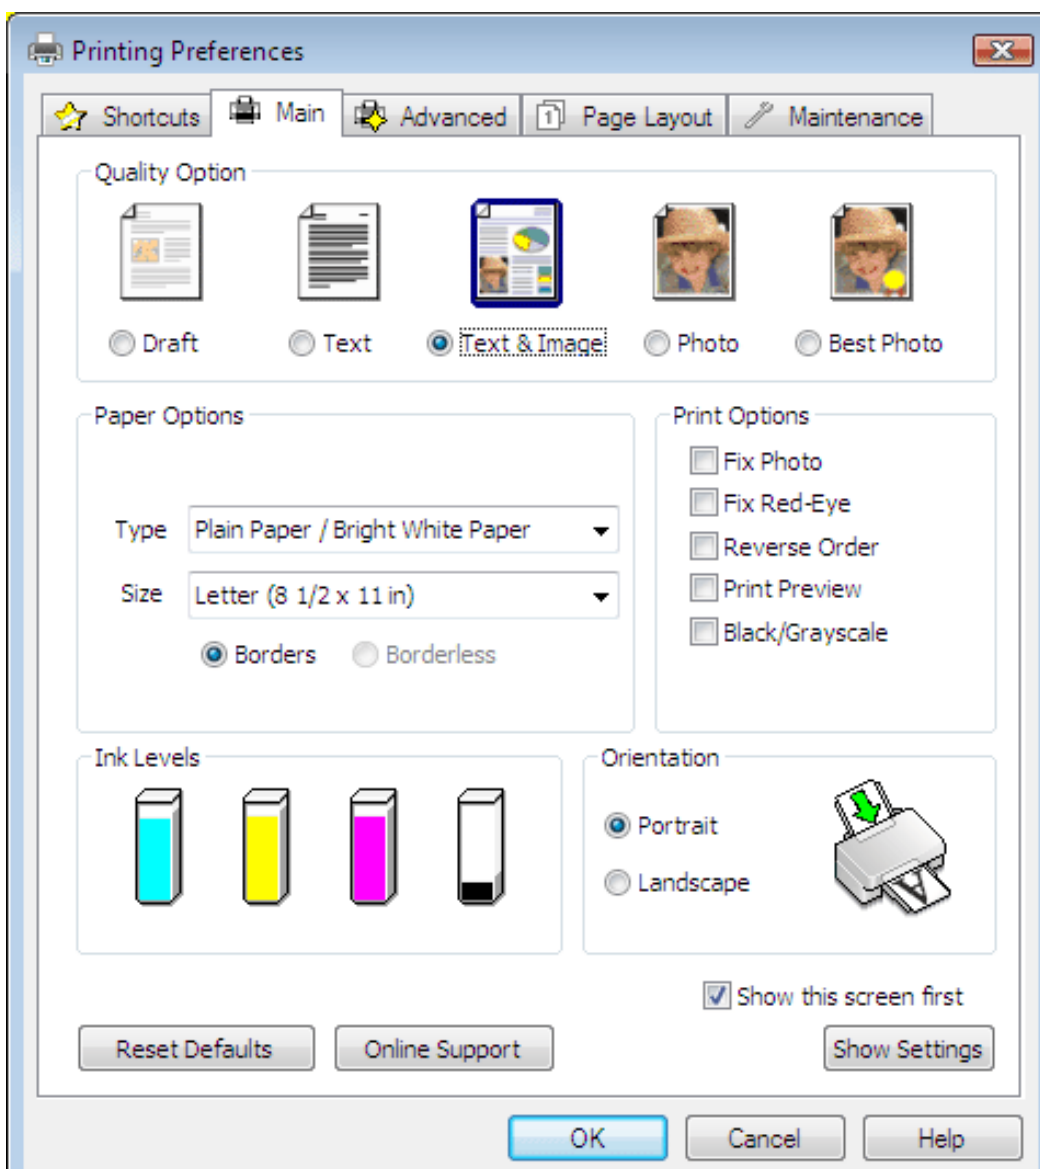 Printing Preferences
Shortcuts Main Advanced 1 Page Layout Maintenance
Quality Option
Draft Text Text & Image Photo Best Photo
Paper Options
Type Plain Paper / Bright White Paper
Size Letter (8 1/2 x 11 in)
Borders Borderless
Print Options
Fix Photo
Fix Red-Eye
Reverse Order
Print Preview
Black/Grayscale
Ink Levels
Orientation
Portrait
Landscape
A
Show this screen first
Reset Defaults Online Support Show Settings
OK Cancel Help